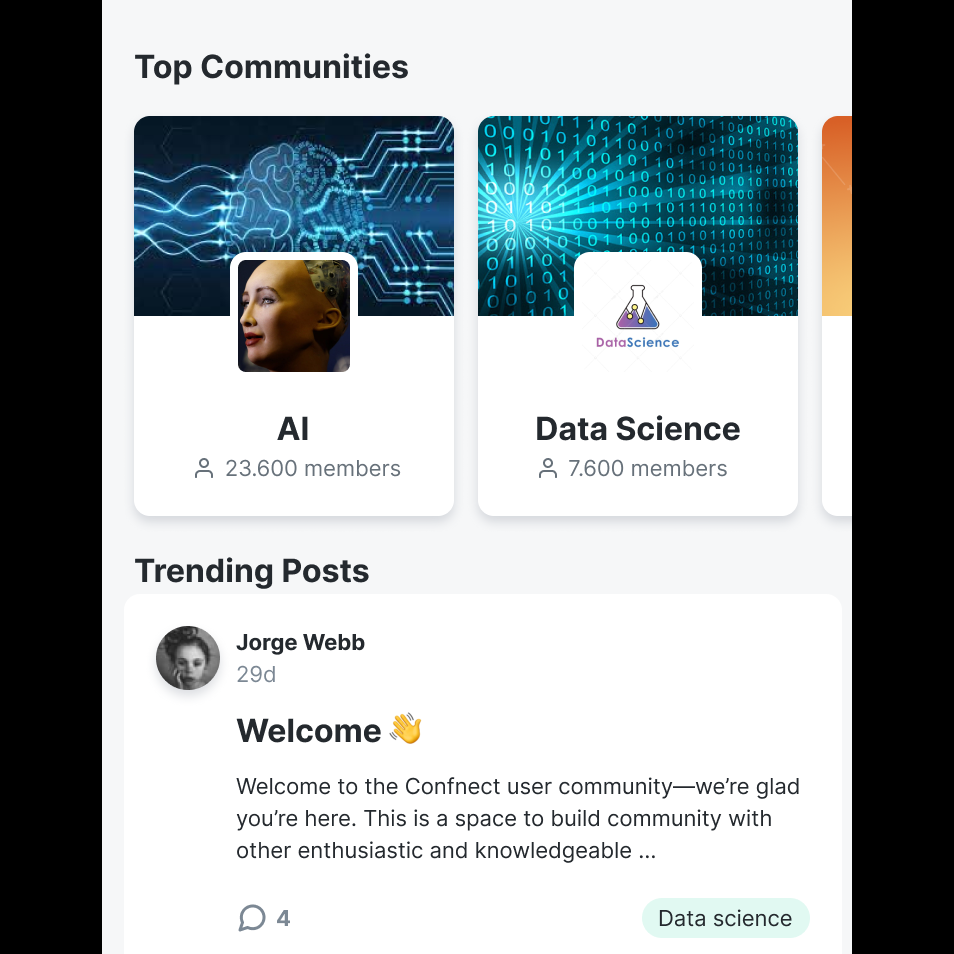 Top Communities
DataScience
AI
Data Science
23.600 members
7.600 members
Trending Posts
Jorge Webb
29d
Welcome 👋
Welcome to the Confnect user community—we’re glad
you’re here. This is a space to build community with
other enthusiastic and knowledgeable ...
4
Data science